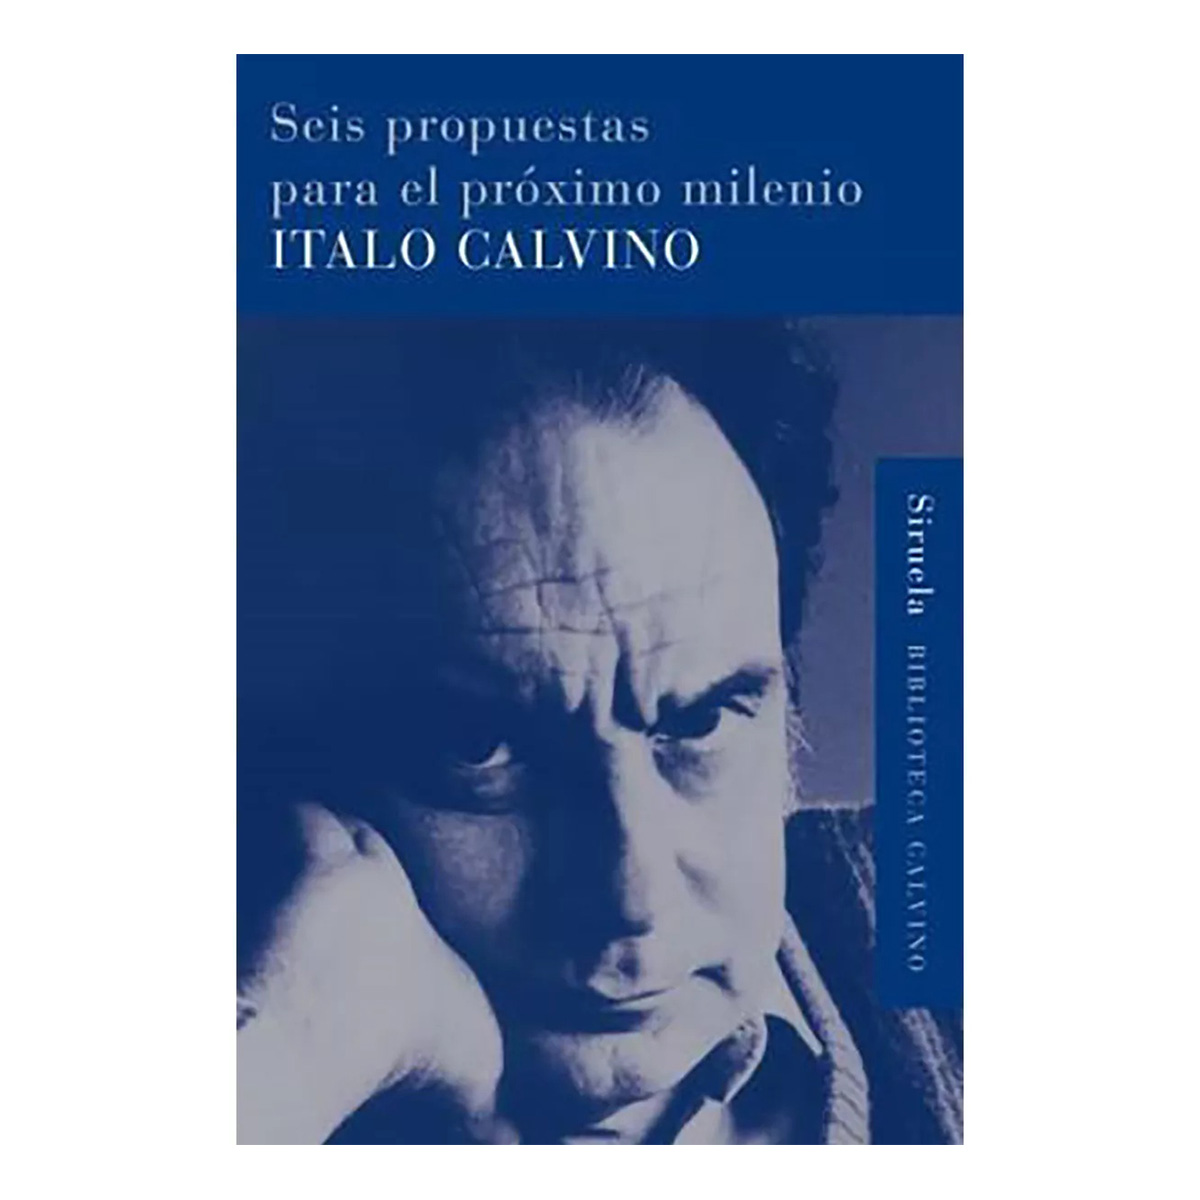 Seis propuestas
para el próximo milenio
ITALO CALVINO
Siruela BIBLIOTECA CALVINO